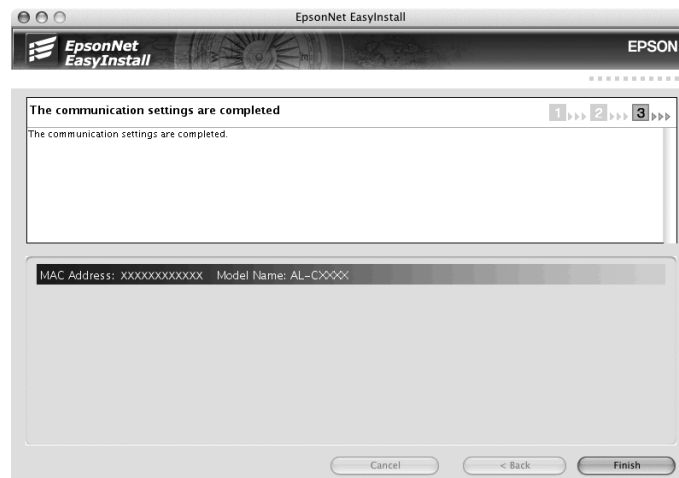 EpsonNet EasyInstall
EpsonNet
EasyInstall
EPSON
The communication settings are completed
1 2 3
The communication settings are completed.
MAC Address: XXXXXXXXXXXX Model Name: AL-CXXXX
Cancel
< Back
Finish